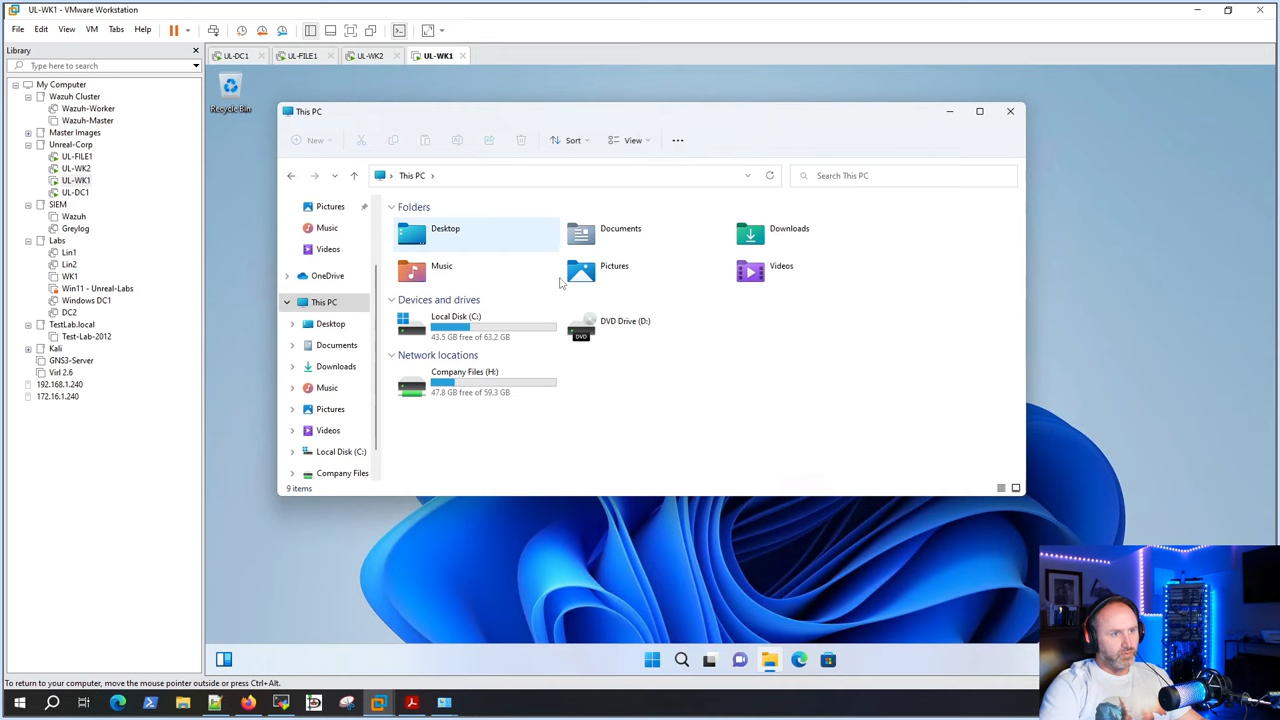 UL-WK1 - VMware Workstation
File Edit View VM Tabs Help
Library
Type here to search
My Computer
Wazuh Cluster
Wazuh-Worker
Wazuh-Master
Master Images
Unreal-Corp
UL-FILE1
UL-WK2
UL-WK1
UL-DC1
SIEM
Wazuh
Greylog
Labs
Lin1
Lin2
WK1
Win11 - Unreal-Labs
Windows DC1
DC2
TestLab.local
Test-Lab-2012
Kali
GNS3-Server
Virl 2.6
192.168.1.240
172.16.1.240
UL-DC1 UL-FILE1 UL-WK2 UL-WK1
Recycle Bin
This PC
New Sort View
This PC
Search This PC
Pictures
Music
Videos
OneDrive
This PC
Desktop
Documents
Downloads
Music
Pictures
Videos
Local Disk (C:)
Company Files
Folders
Desktop Documents Downloads
Music Pictures Videos
Devices and drives
Local Disk (C:)
43.5 GB free of 63.2 GB
DVD Drive (D:)
DVD
Network locations
Company Files (H:)
47.8 GB free of 59.3 GB
9 items
To return to your computer, move the mouse pointer outside or press Ctrl+Alt.